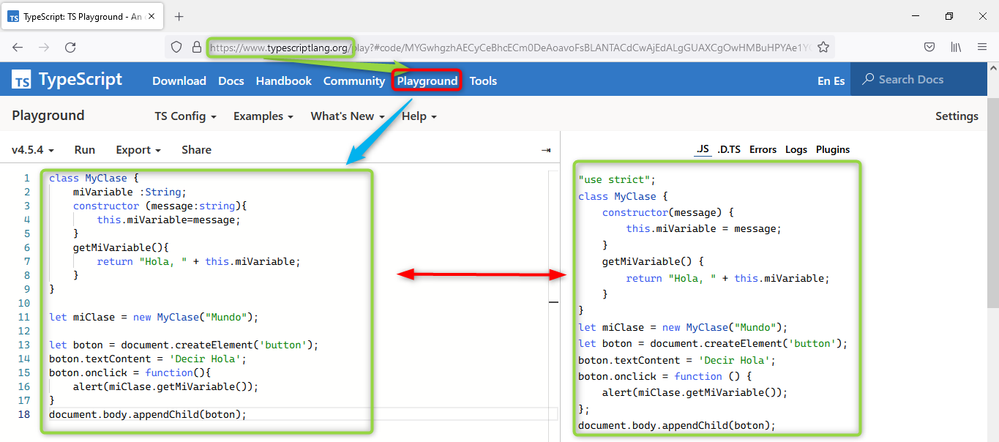 TS TypeScript: TS Playground - An
https://www.typescriptlang.org/play?#code/MYGwhgzhAECyCeBhcECm0DeAoavoFsBLANTACdCwAjEdALgGUAXCgOwHMBuHPYAe1Y
TS TypeScript Download Docs Handbook Community Playground Tools En Es Search Docs
Playground TS Config Examples What's New Help Settings
v4.5.4 Run Export Share
1 class MyClase {
2 miVariable :String;
3 constructor (message:string){
4 this.miVariable=message;
5 }
6 getMiVariable(){
7 return "Hola, " + this.miVariable;
8 }
9 }
10
11 let miClase = new MyClase("Mundo");
12
13 let boton = document.createElement('button');
14 boton.textContent = 'Decir Hola';
15 boton.onclick = function(){
16 alert(miClase.getMiVariable());
17 }
18 document.body.appendChild(boton);
.JS .D.TS Errors Logs Plugins
"use strict";
class MyClase {
constructor(message) {
this.miVariable = message;
}
getMiVariable() {
return "Hola, " + this.miVariable;
}
}
let miClase = new MyClase("Mundo");
let boton = document.createElement('button');
boton.textContent = 'Decir Hola';
boton.onclick = function () {
alert(miClase.getMiVariable());
};
document.body.appendChild(boton);